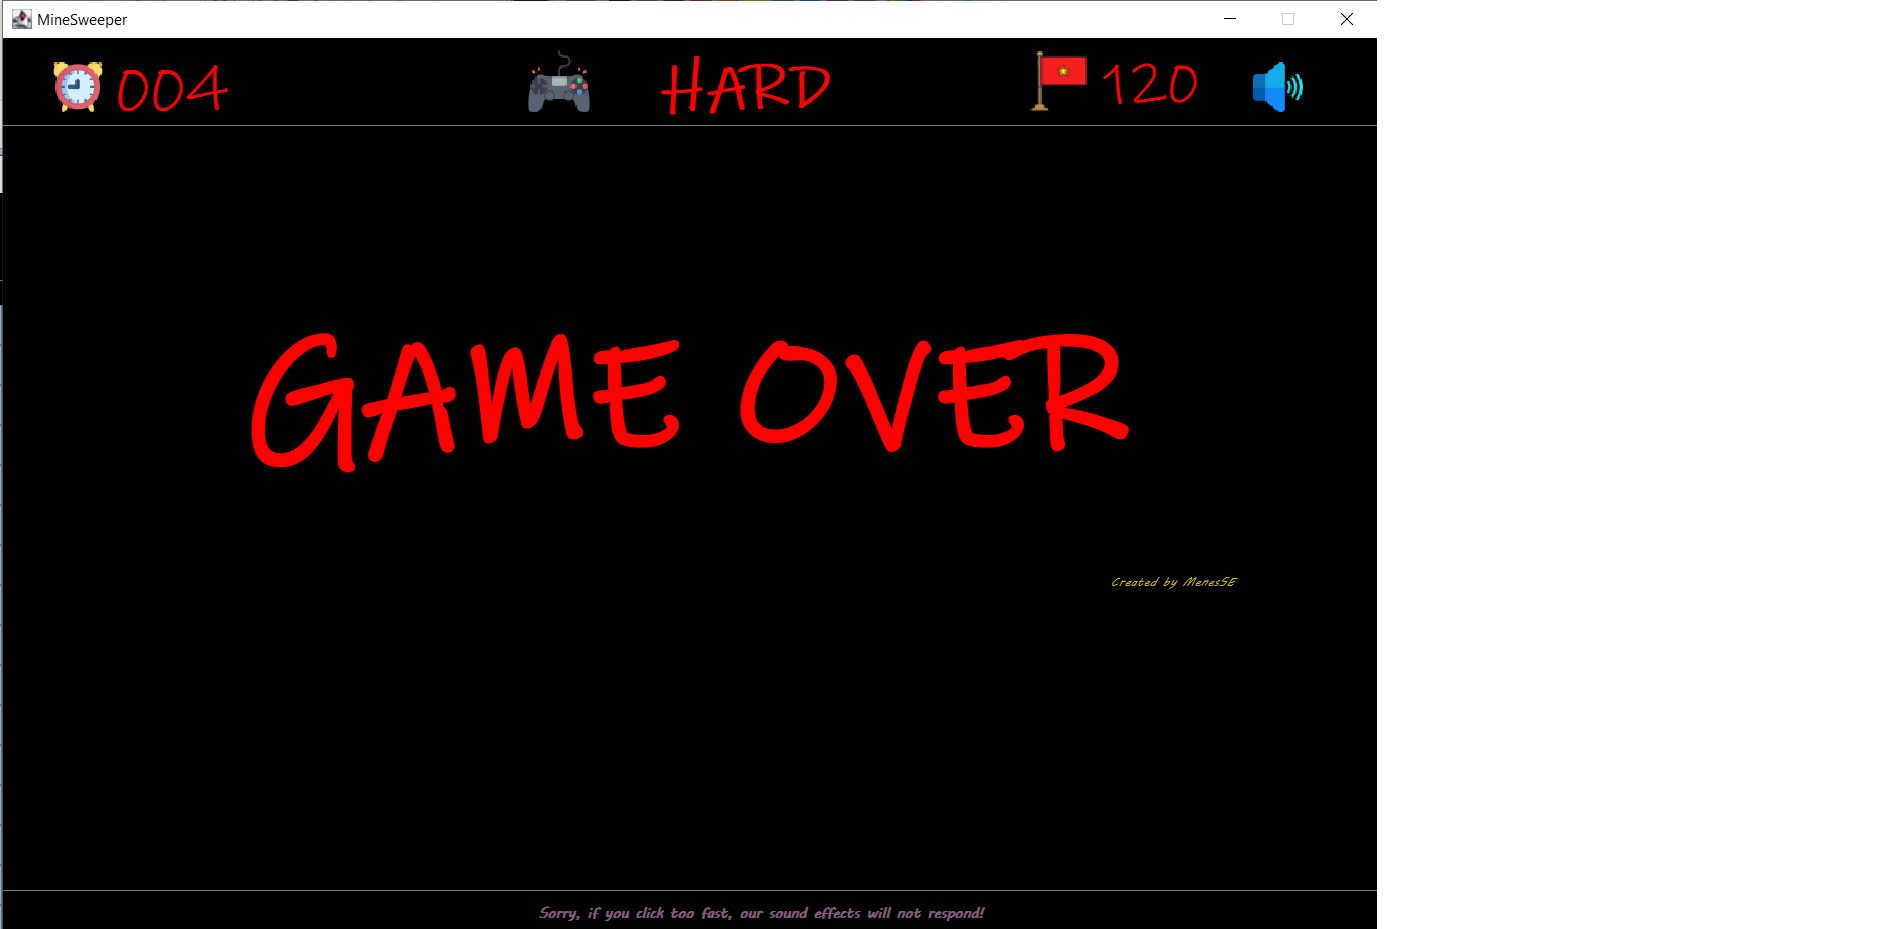 MineSweeper
004
HARD
120
GAME OVER
Created by MenesSE
Sorry, if you click too fast, our sound effects will not respond!